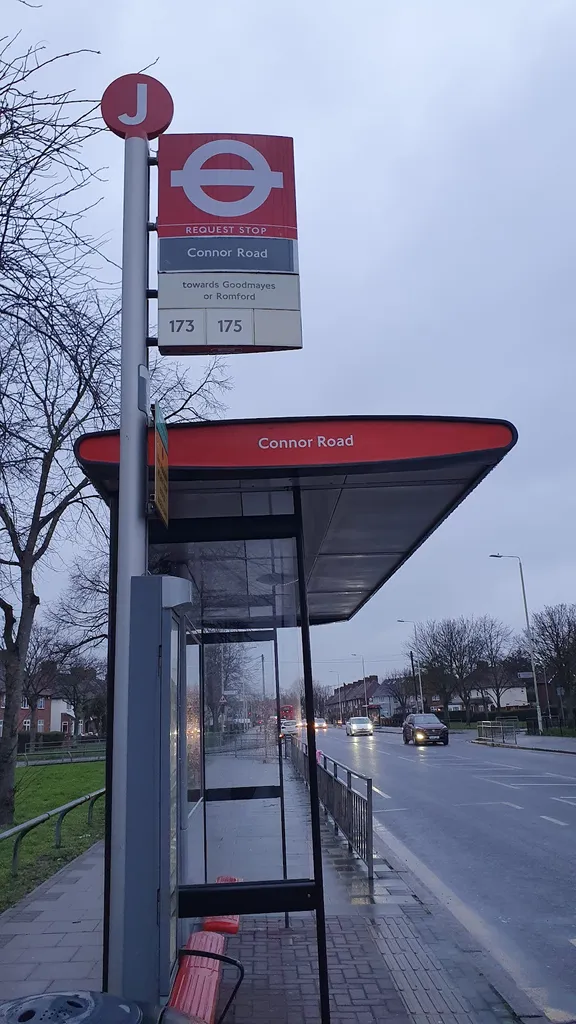 J
REQUEST STOP
Connor Road
towards Goodmayes
or Romford
173 175
Connor Road